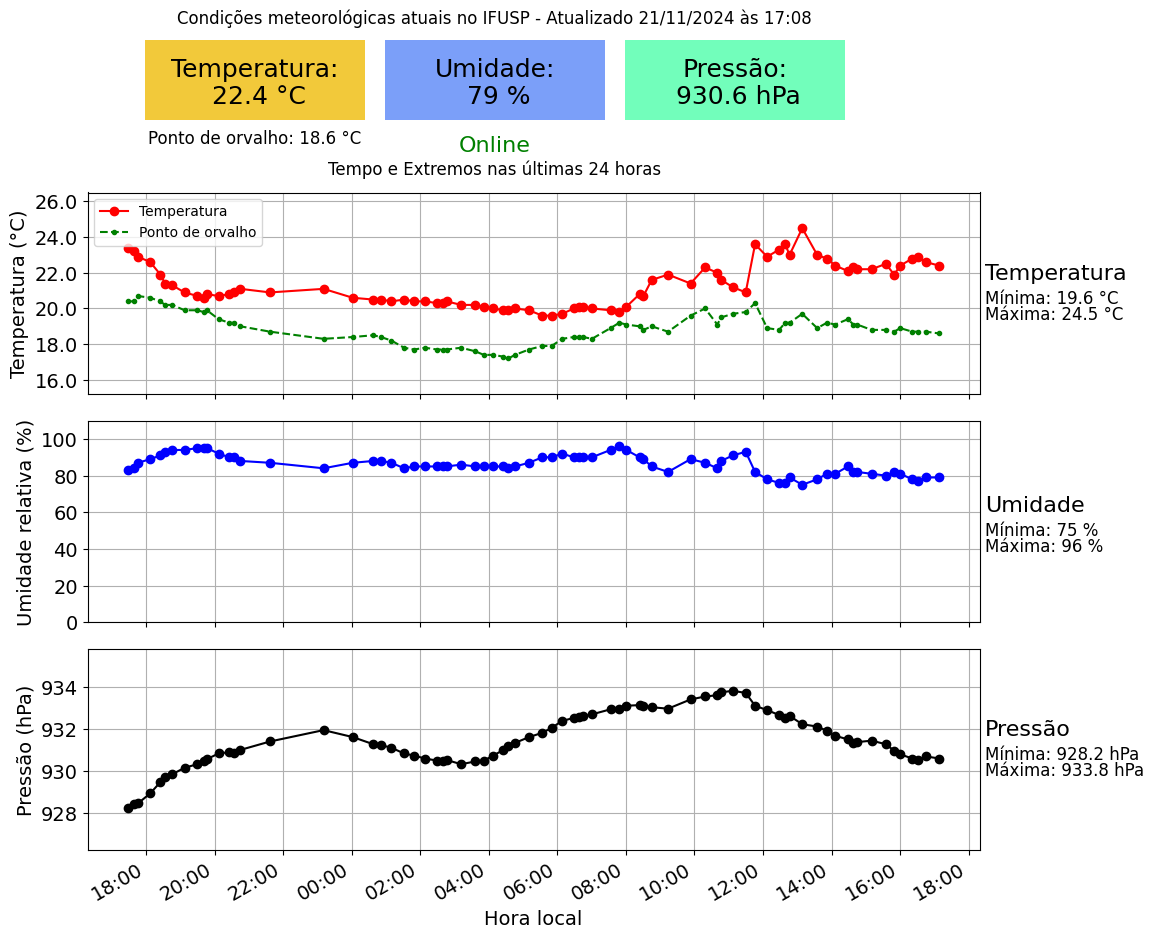 Condições meteorológicas atuais no IFUSP - Atualizado 21/11/2024 às 17:08
Temperatura:
22.4 °C
Umidade:
79 %
Pressão:
930.6 hPa
Ponto de orvalho: 18.6 °C
Online
Tempo e Extremos nas últimas 24 horas
Temperatura (°C)
26.0
24.0
22.0
20.0
18.0
16.0
Temperatura
Ponto de orvalho
Temperatura
Mínima: 19.6 °C
Máxima: 24.5 °C
Umidade relativa (%)
100
80
60
40
20
0
Umidade
Mínima: 75 %
Máxima: 96 %
Pressão (hPa)
934
932
930
928
Pressão
Mínima: 928.2 hPa
Máxima: 933.8 hPa
18:00 20:00 22:00 00:00 02:00 04:00 06:00 08:00 10:00 12:00 14:00 16:00 18:00
Hora local